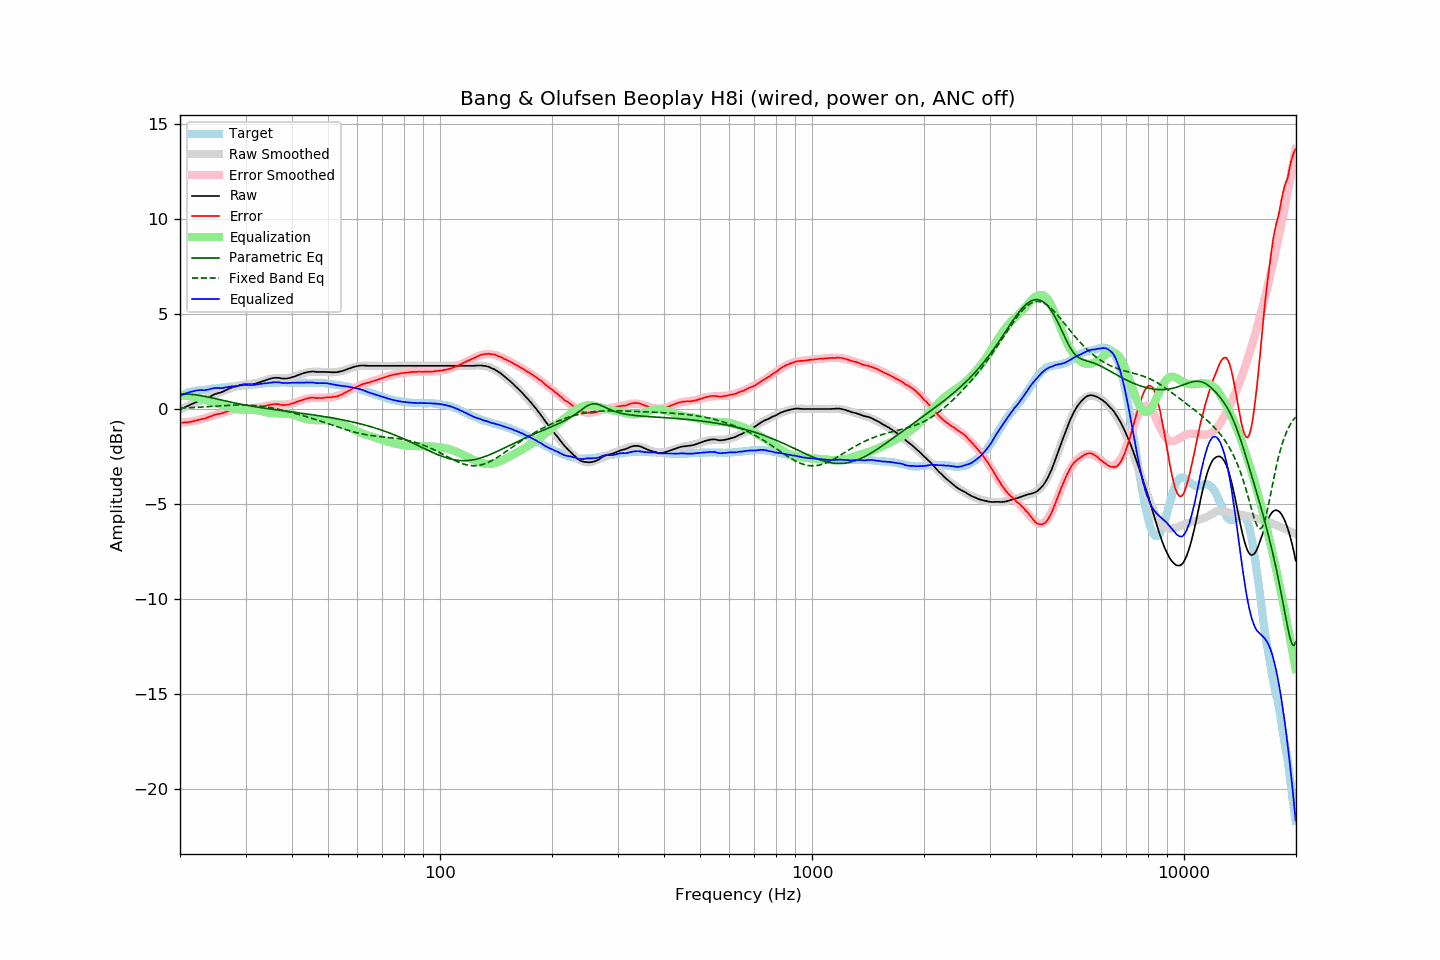 Bang & Olufsen Beoplay H8i (wired, power on, ANC off)
Target
Raw Smoothed
Error Smoothed
Raw
Error
Equalization
Parametric Eq
Fixed Band Eq
Equalized
15
10
5
0
−5
−10
−15
−20
Amplitude (dBr)
100
1000
10000
Frequency (Hz)